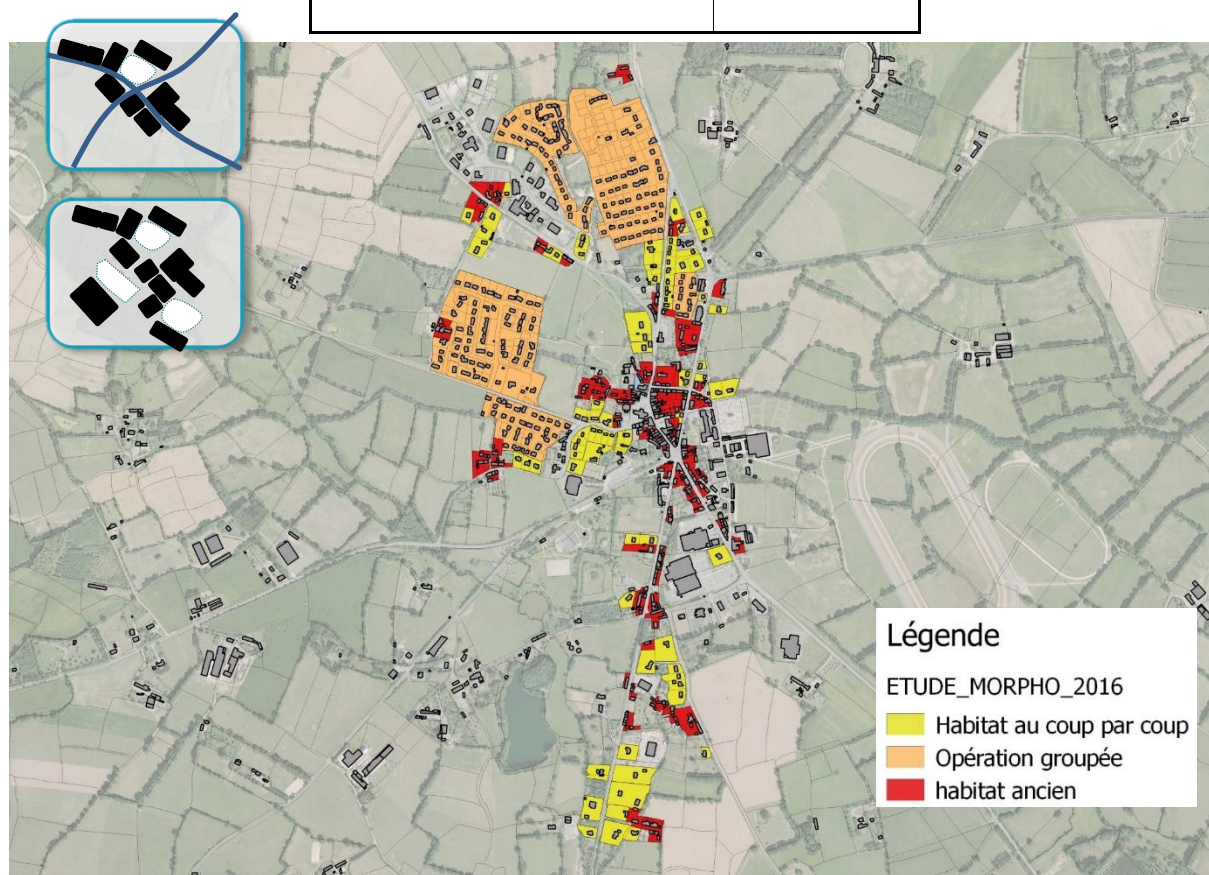 Légende
ETUDE_MORPHO_2016
Habitat au coup par coup
Opération groupée
habitat ancien